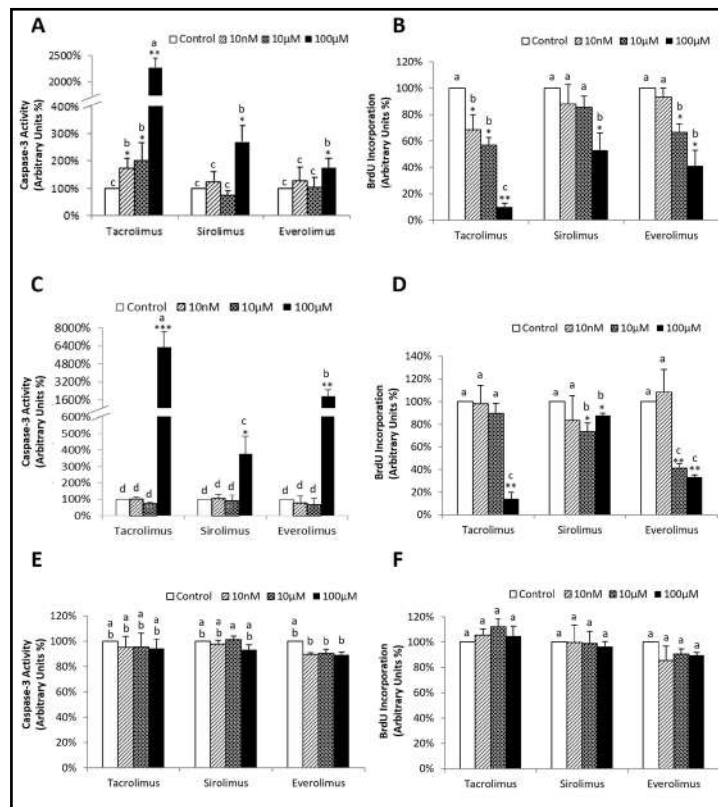 A
Control 10nM 10µM 100µM
Caspase-3 Activity
(Arbitrary Units %)
2500%
2000%
400%
300%
200%
100%
0%
c b * b * a **
c c c b *
c c c b *
Tacrolimus Sirolimus Everolimus
B
Control 10nM 10µM 100µM
BrdU Incorporation
(Arbitrary Units %)
120%
100%
80%
60%
40%
20%
0%
a b * b * c **
a a a b *
a a b * b *
Tacrolimus Sirolimus Everolimus
C
Control 10nM 10µM 100µM
Caspase-3 Activity
(Arbitrary Units %)
8000%
6400%
4800%
3200%
1600%
600%
500%
400%
300%
200%
100%
0%
d d d a ***
d d d c *
d d d b **
Tacrolimus Sirolimus Everolimus
D
Control 10nM 10µM 100µM
BrdU Incorporation
(Arbitrary Units %)
140%
120%
100%
80%
60%
40%
20%
0%
a a a c **
a a b * b *
a a c ** c **
Tacrolimus Sirolimus Everolimus
E
Control 10nM 10µM 100µM
Caspase-3 Activity
(Arbitrary Units %)
120%
100%
80%
60%
40%
20%
0%
a b a b a b a b
a b a b a b a b
a b b b b
Tacrolimus Sirolimus Everolimus
F
Control 10nM 10µM 100µM
BrdU Incorporation
(Arbitrary Units %)
120%
100%
80%
60%
40%
20%
0%
a a a a
a a a a
a a a a
Tacrolimus Sirolimus Everolimus